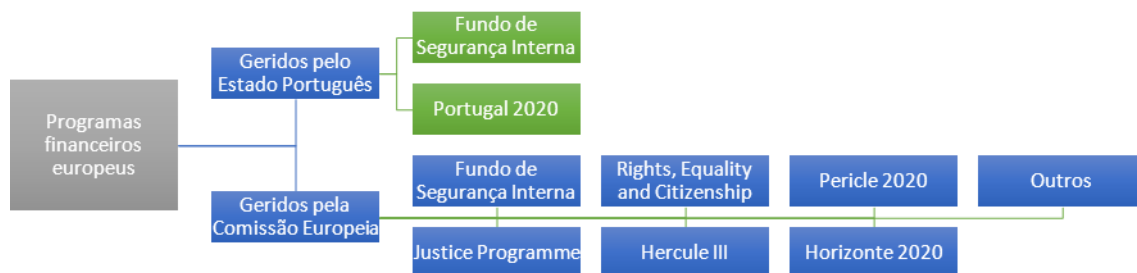 Programas
financeiros
europeus
Geridos pelo
Estado Português
Fundo de
Segurança Interna
Portugal 2020
Geridos pela
Comissão Europeia
Fundo de
Segurança Interna
Rights, Equality
and Citizenship
Pericle 2020
Outros
Justice Programme
Hercule III
Horizonte 2020